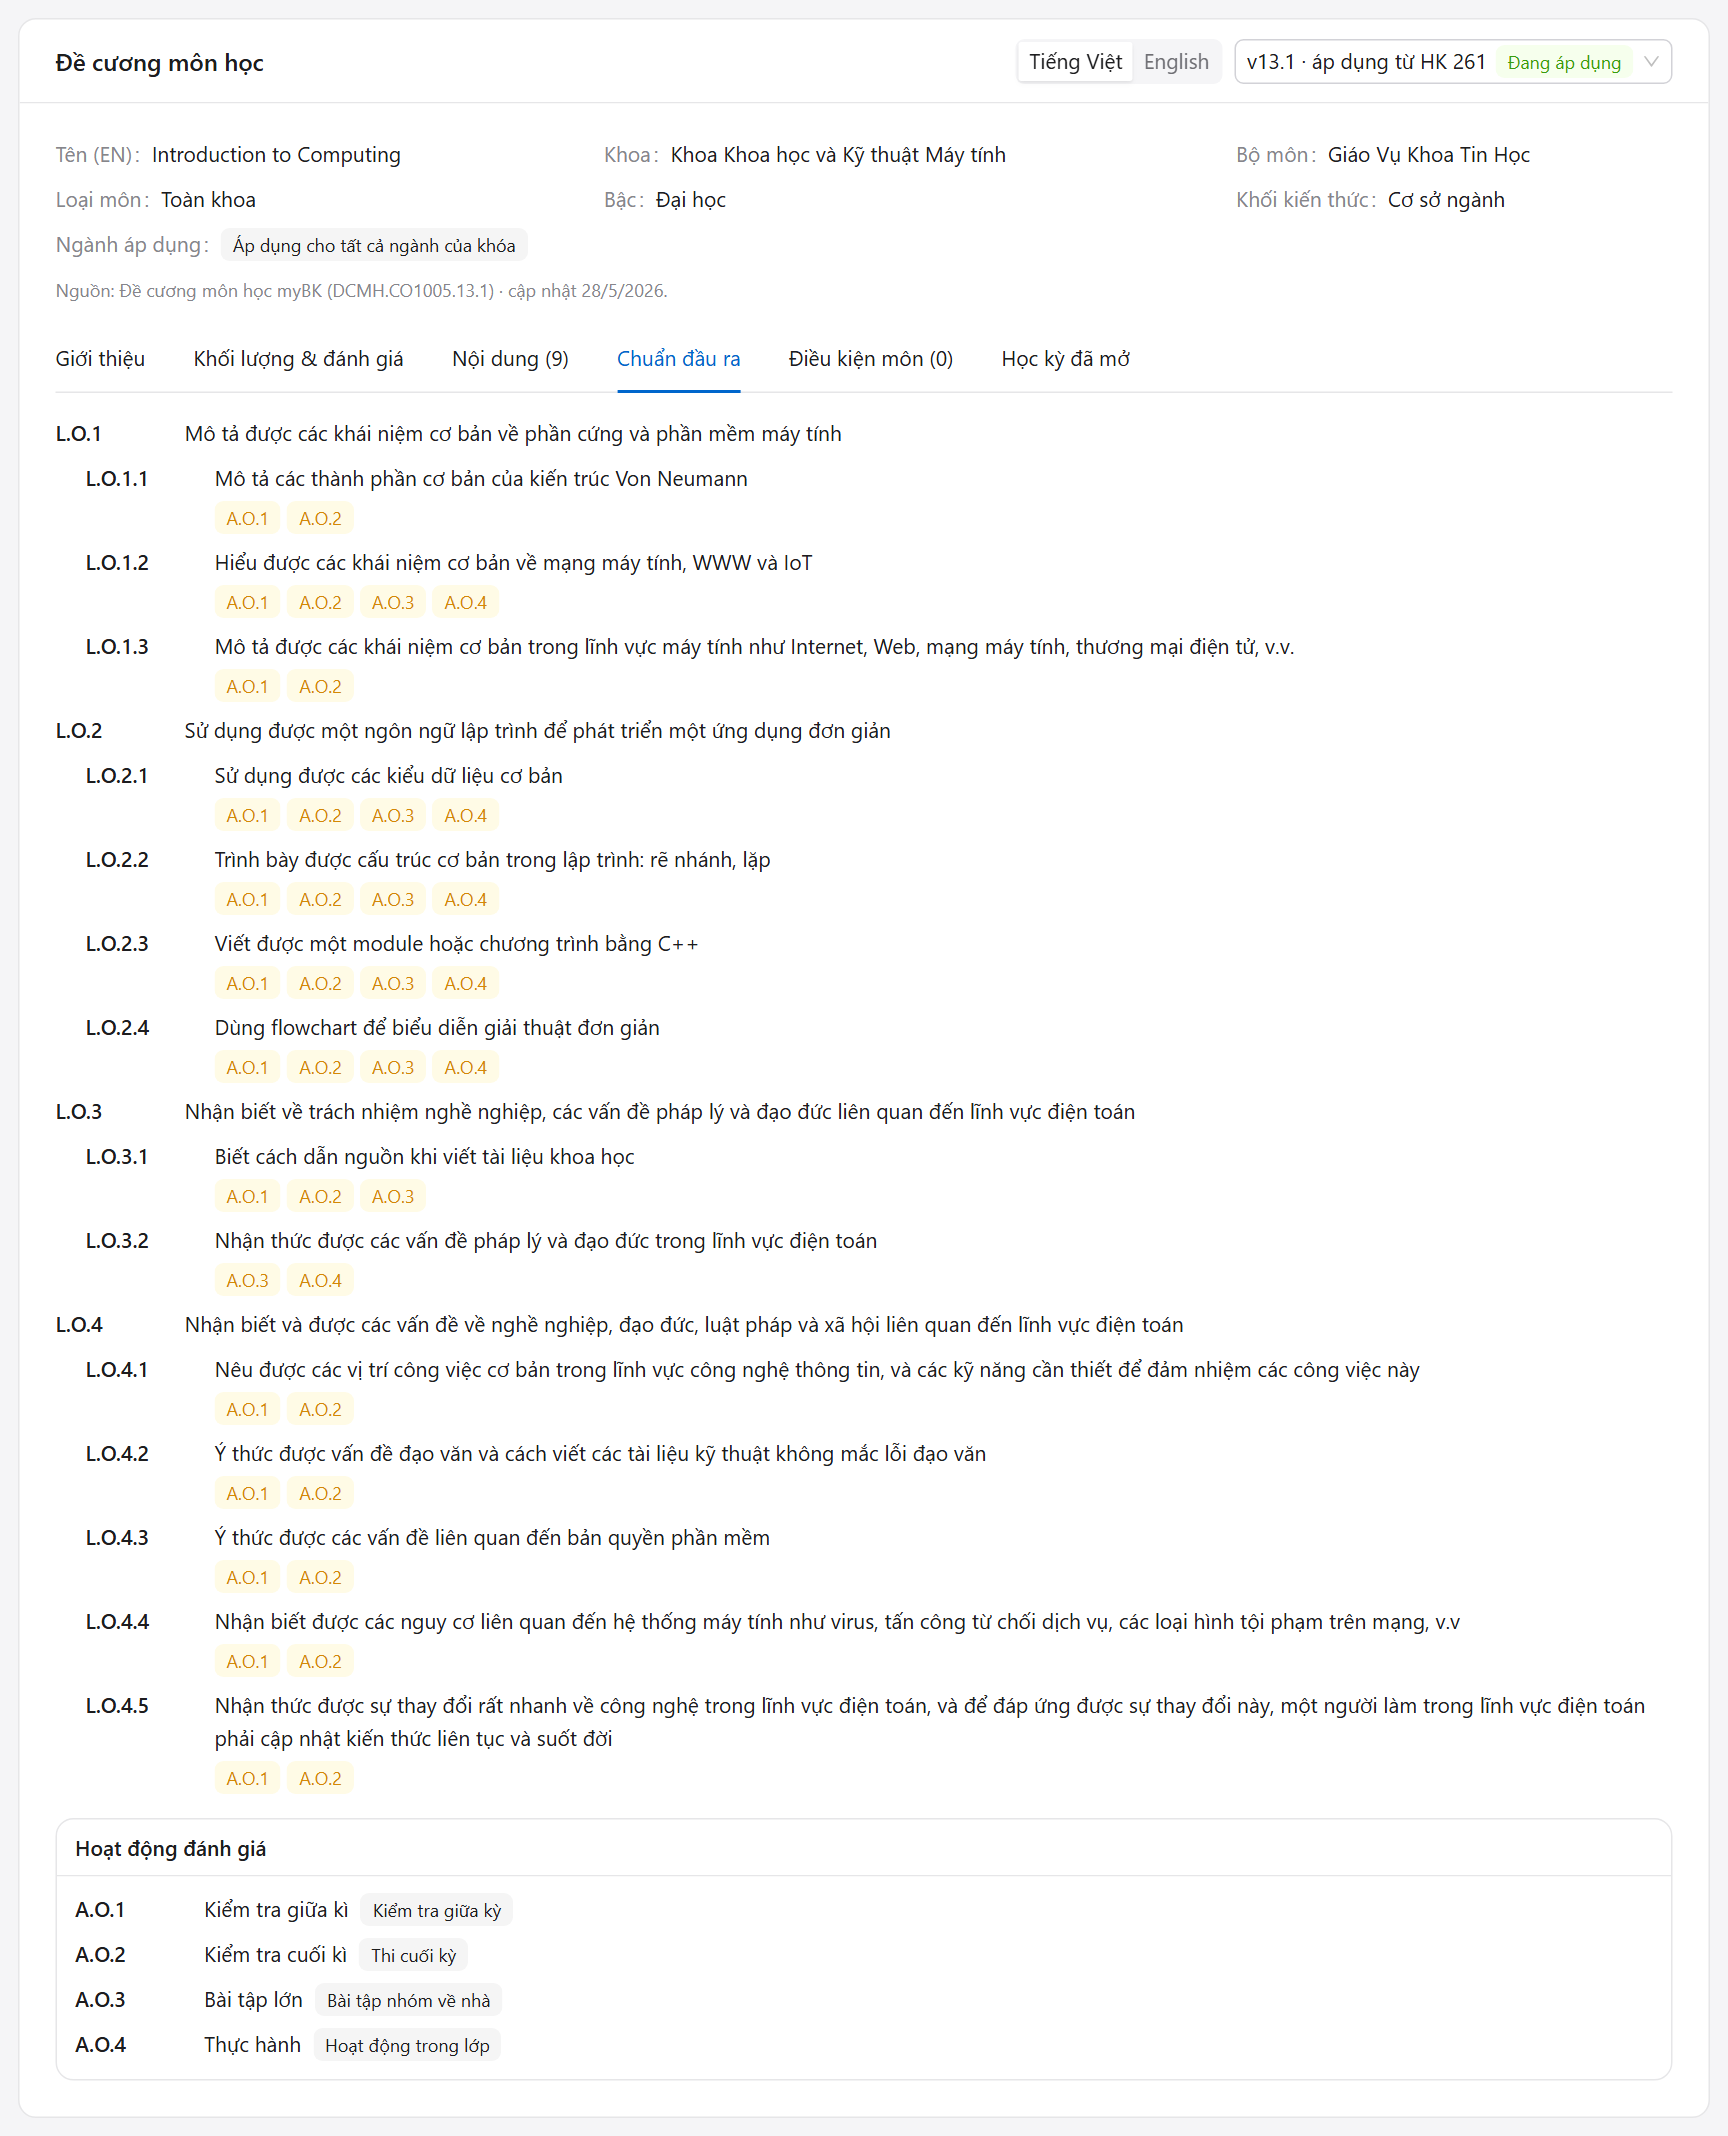 Đề cương môn học
Tiếng Việt English v13.1 · áp dụng từ HK 261 Đang áp dụng
Tên (EN): Introduction to Computing Khoa: Khoa Khoa học và Kỹ thuật Máy tính Bộ môn: Giáo Vụ Khoa Tin Học
Loại môn: Toàn khoa Bậc: Đại học Khối kiến thức: Cơ sở ngành
Ngành áp dụng: Áp dụng cho tất cả ngành của khóa
Nguồn: Đề cương môn học myBK (DCMH.CO1005.13.1) · cập nhật 28/5/2026.
Giới thiệu Khối lượng & đánh giá Nội dung (9) Chuẩn đầu ra Điều kiện môn (0) Học kỳ đã mở
L.O.1 Mô tả được các khái niệm cơ bản về phần cứng và phần mềm máy tính
L.O.1.1 Mô tả các thành phần cơ bản của kiến trúc Von Neumann
A.O.1 A.O.2
L.O.1.2 Hiểu được các khái niệm cơ bản về mạng máy tính, WWW và IoT
A.O.1 A.O.2 A.O.3 A.O.4
L.O.1.3 Mô tả được các khái niệm cơ bản trong lĩnh vực máy tính như Internet, Web, mạng máy tính, thương mại điện tử, v.v.
A.O.1 A.O.2
L.O.2 Sử dụng được một ngôn ngữ lập trình để phát triển một ứng dụng đơn giản
L.O.2.1 Sử dụng được các kiểu dữ liệu cơ bản
A.O.1 A.O.2 A.O.3 A.O.4
L.O.2.2 Trình bày được cấu trúc cơ bản trong lập trình: rẽ nhánh, lặp
A.O.1 A.O.2 A.O.3 A.O.4
L.O.2.3 Viết được một module hoặc chương trình bằng C++
A.O.1 A.O.2 A.O.3 A.O.4
L.O.2.4 Dùng flowchart để biểu diễn giải thuật đơn giản
A.O.1 A.O.2 A.O.3 A.O.4
L.O.3 Nhận biết về trách nhiệm nghề nghiệp, các vấn đề pháp lý và đạo đức liên quan đến lĩnh vực điện toán
L.O.3.1 Biết cách dẫn nguồn khi viết tài liệu khoa học
A.O.1 A.O.2 A.O.3
L.O.3.2 Nhận thức được các vấn đề pháp lý và đạo đức trong lĩnh vực điện toán
A.O.3 A.O.4
L.O.4 Nhận biết và được các vấn đề về nghề nghiệp, đạo đức, luật pháp và xã hội liên quan đến lĩnh vực điện toán
L.O.4.1 Nêu được các vị trí công việc cơ bản trong lĩnh vực công nghệ thông tin, và các kỹ năng cần thiết để đảm nhiệm các công việc này
A.O.1 A.O.2
L.O.4.2 Ý thức được vấn đề đạo văn và cách viết các tài liệu kỹ thuật không mắc lỗi đạo văn
A.O.1 A.O.2
L.O.4.3 Ý thức được các vấn đề liên quan đến bản quyền phần mềm
A.O.1 A.O.2
L.O.4.4 Nhận biết được các nguy cơ liên quan đến hệ thống máy tính như virus, tấn công từ chối dịch vụ, các loại hình tội phạm trên mạng, v.v
A.O.1 A.O.2
L.O.4.5 Nhận thức được sự thay đổi rất nhanh về công nghệ trong lĩnh vực điện toán, và để đáp ứng được sự thay đổi này, một người làm trong lĩnh vực điện toán
phải cập nhật kiến thức liên tục và suốt đời
A.O.1 A.O.2
Hoạt động đánh giá
A.O.1 Kiểm tra giữa kì Kiểm tra giữa kỳ
A.O.2 Kiểm tra cuối kì Thi cuối kỳ
A.O.3 Bài tập lớn Bài tập nhóm về nhà
A.O.4 Thực hành Hoạt động trong lớp